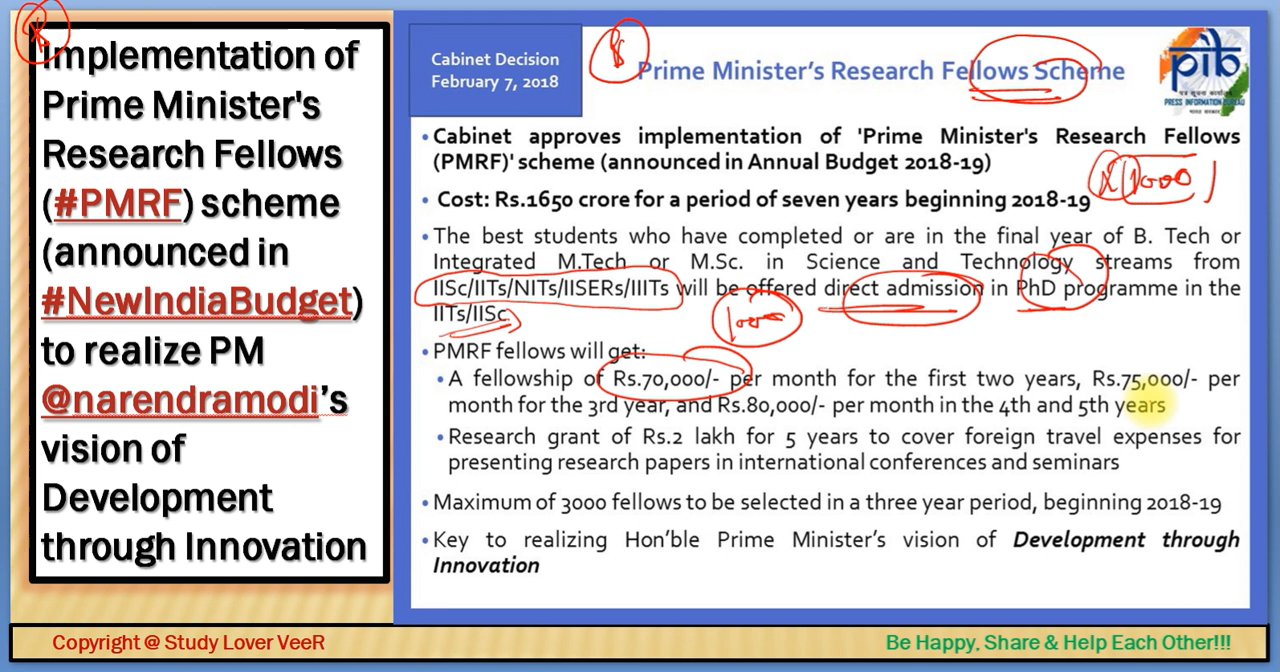 Implementation of
Prime Minister's
Research Fellows
(#PMRF) scheme
(announced in
#NewIndiaBudget)
to realize PM
@narendramodi's
vision of
Development
through Innovation
Cabinet Decision
February 7, 2018
Prime Minister's Research Fellows Scheme
pib
PRESS INFORMATION BUREAU
भारत सरकार
• Cabinet approves implementation of 'Prime Minister's Research Fellows
(PMRF)' scheme (announced in Annual Budget 2018-19)
1000
• Cost: Rs.1650 crore for a period of seven years beginning 2018-19
• The best students who have completed or are in the final year of B. Tech or
Integrated M.Tech or M.Sc. in Science and Technology streams from
IISc/IITs/NITs/IISERs/IIITs will be offered direct admission in PhD programme in the
IITs/IISc
1000
• PMRF fellows will get:
• A fellowship of Rs.70,000/- per month for the first two years, Rs.75,000/- per
month for the 3rd year, and Rs.80,000/- per month in the 4th and 5th years
• Research grant of Rs.2 lakh for 5 years to cover foreign travel expenses for
presenting research papers in international conferences and seminars
• Maximum of 3000 fellows to be selected in a three year period, beginning 2018-19
• Key to realizing Hon'ble Prime Minister's vision of Development through
Innovation
Copyright @ Study Lover VeeR
Be Happy, Share & Help Each Other!!!